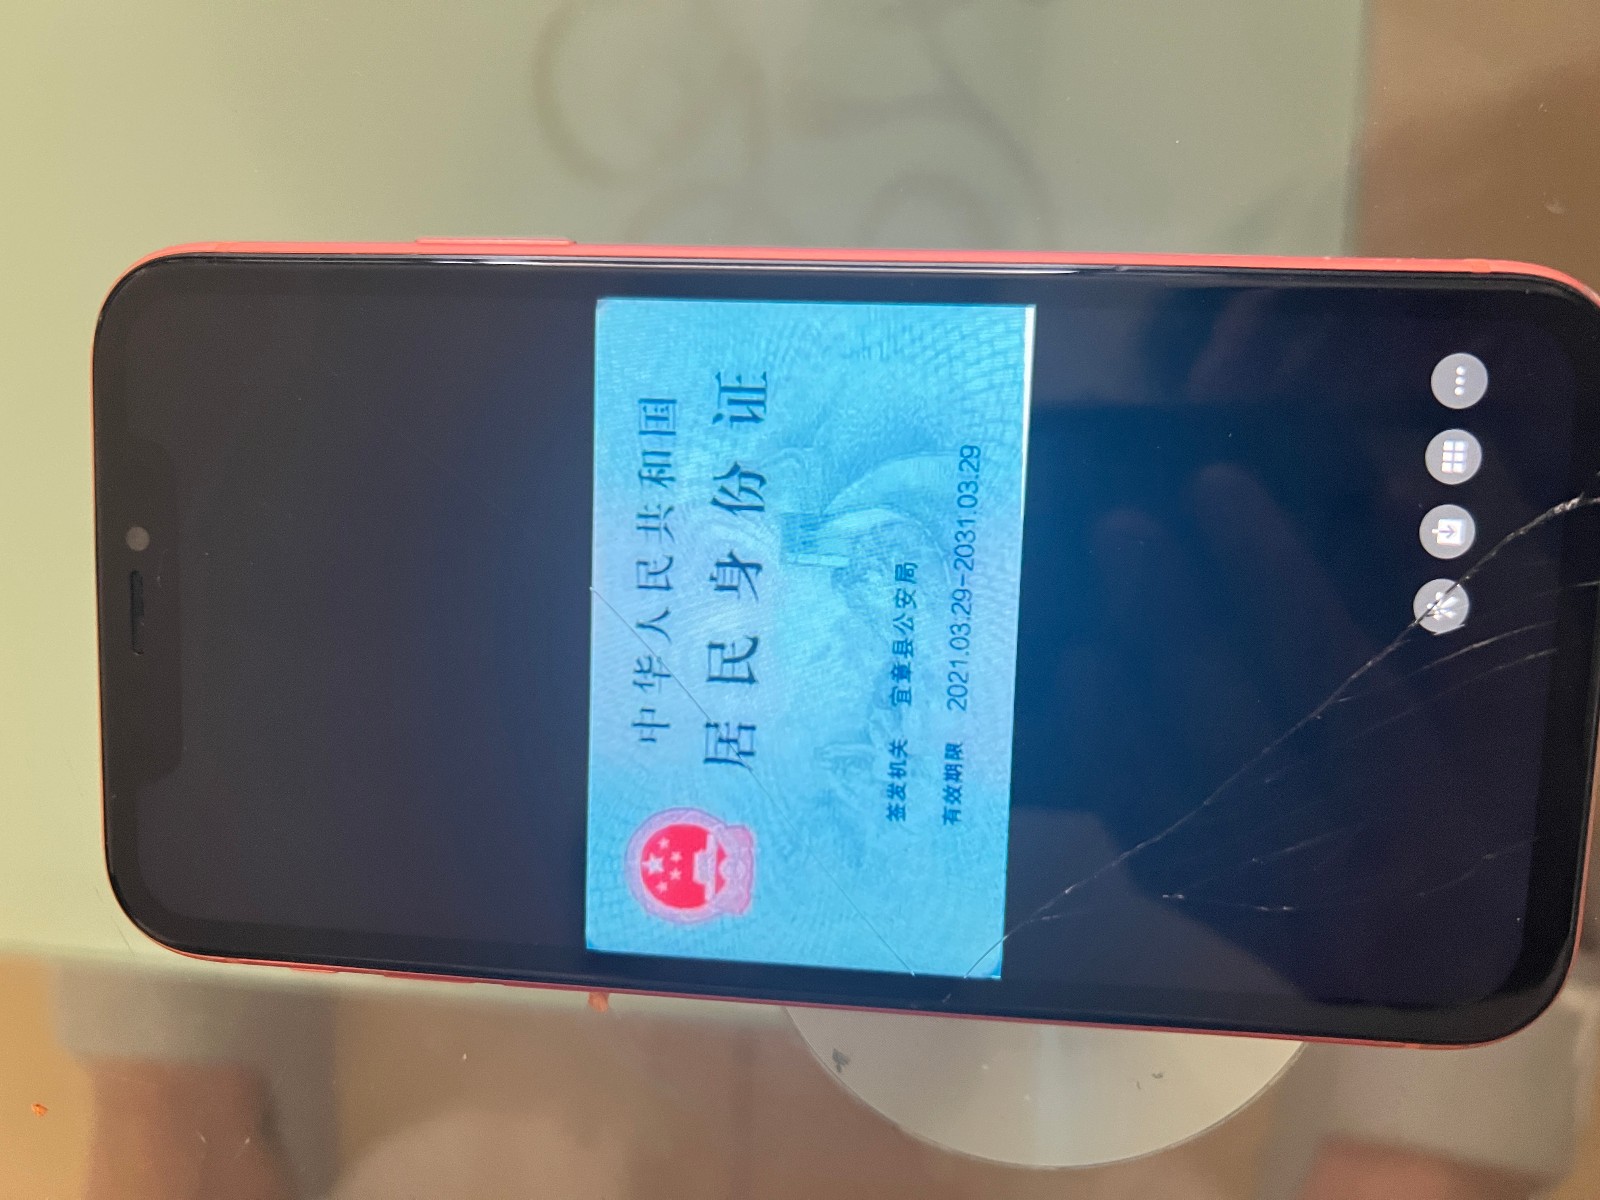 中华人民共和国
居民身份证
签发机关 宜章县公安局
有效期限 2021.03.29-2031.03.29